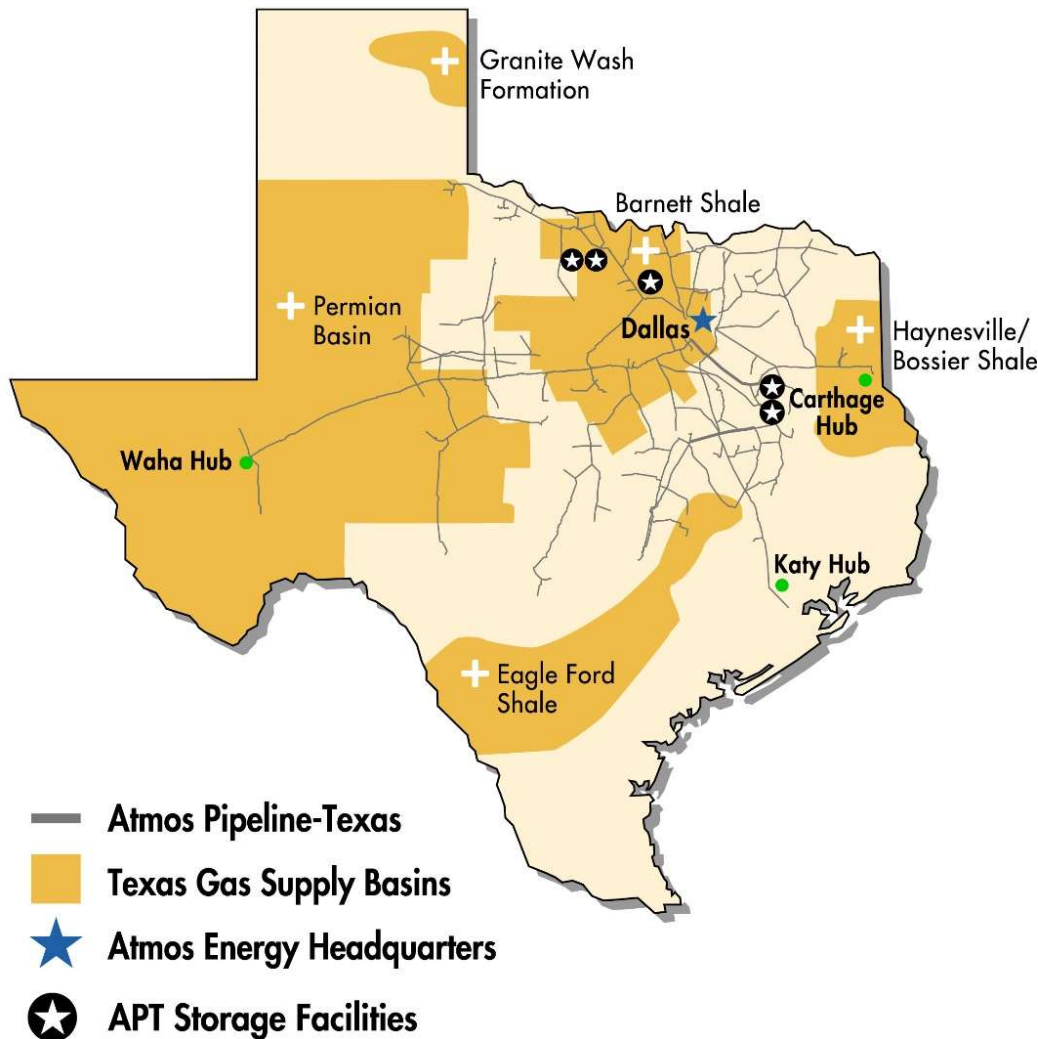 Granite Wash
Formation
Barnett Shale
Permian
Basin
Dallas
Haynesville/
Bossier Shale
Carthage
Hub
Waha Hub
Katy Hub
Eagle Ford
Shale
Atmos Pipeline-Texas
Texas Gas Supply Basins
Atmos Energy Headquarters
APT Storage Facilities